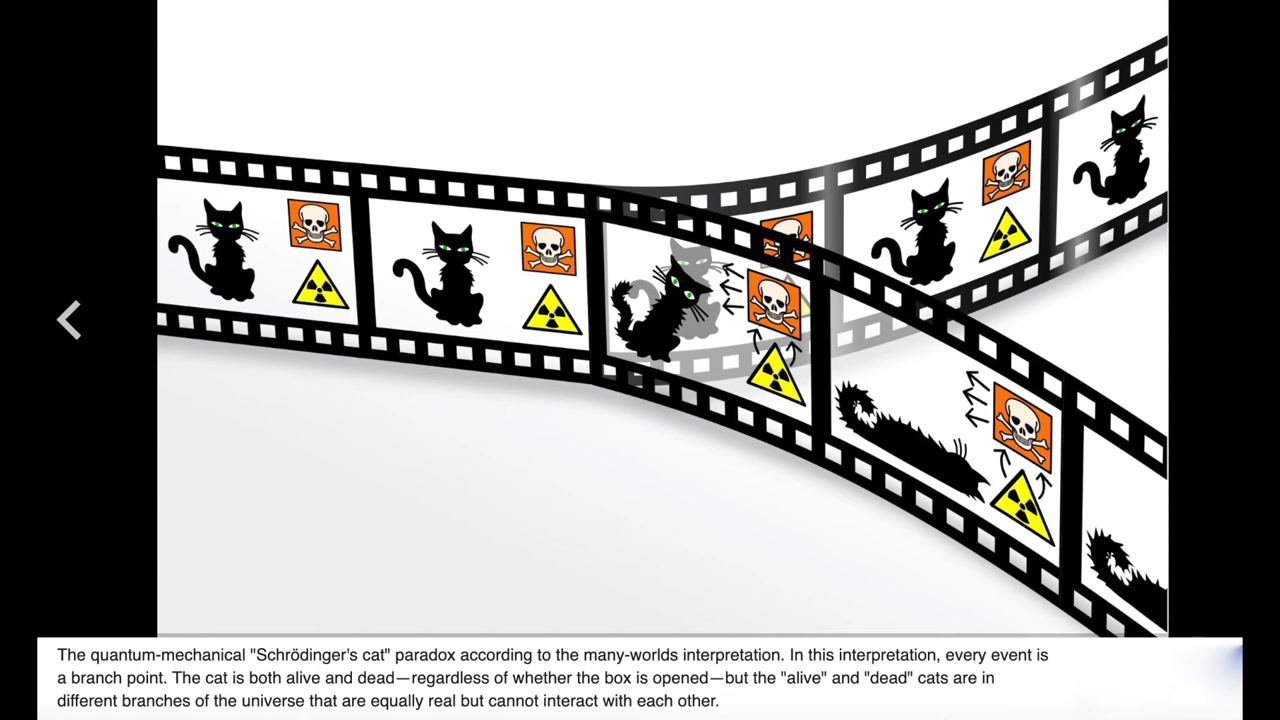 The quantum-mechanical "Schrödinger's cat" paradox according to the many-worlds interpretation. In this interpretation, every event is
a branch point. The cat is both alive and dead—regardless of whether the box is opened—but the "alive" and "dead" cats are in
different branches of the universe that are equally real but cannot interact with each other.